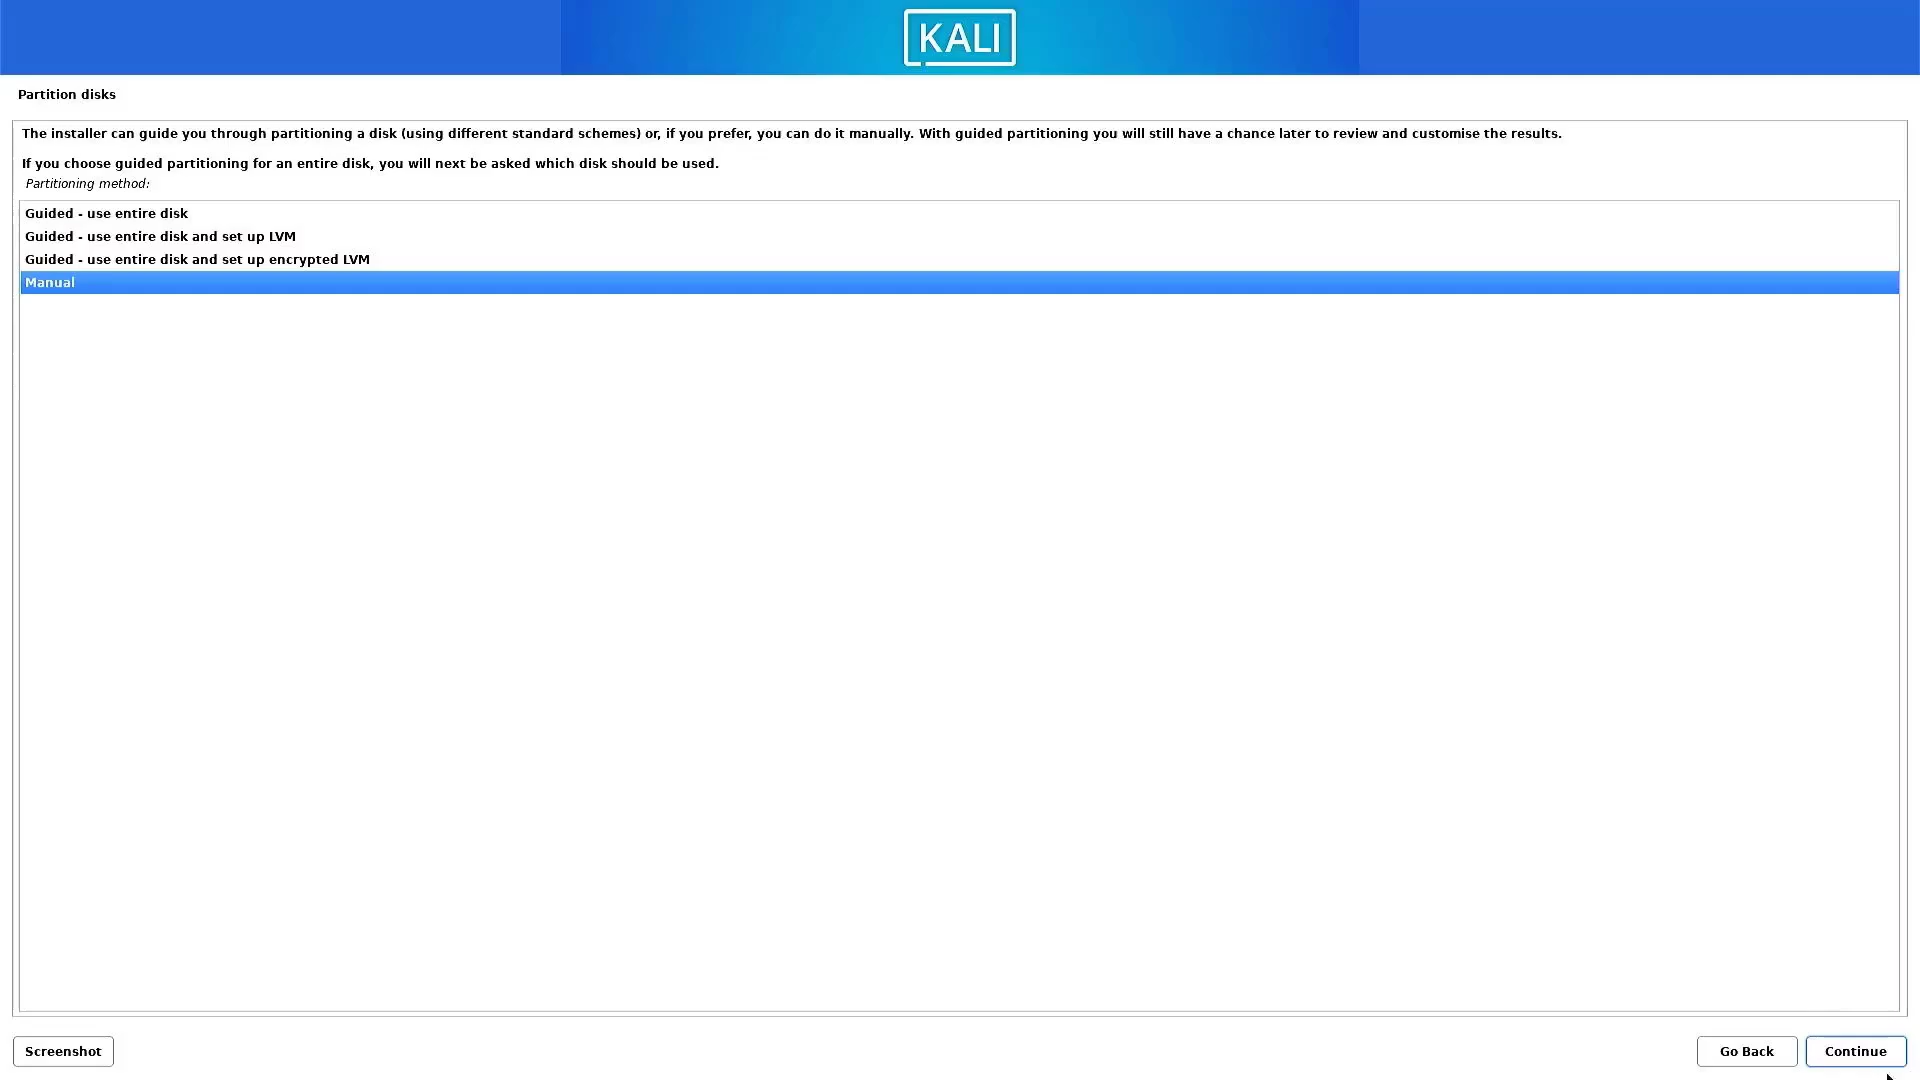 KALI
Partition disks
The installer can guide you through partitioning a disk (using different standard schemes) or, if you prefer, you can do it manually. With guided partitioning you will still have a chance later to review and customise the results.
If you choose guided partitioning for an entire disk, you will next be asked which disk should be used.
Partitioning method:
Guided - use entire disk
Guided - use entire disk and set up LVM
Guided - use entire disk and set up encrypted LVM
Manual
Screenshot
Go Back
Continue